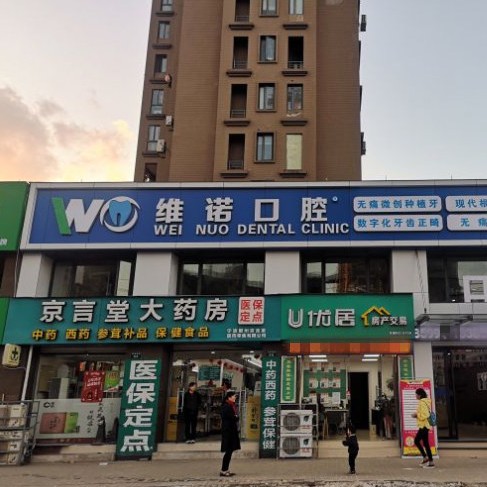 维诺口腔
WEI NUO DENTAL CLINIC
无痛微创种植牙
现代根
数字化牙齿正畸
无痛
京言堂大药房
医保
定点
中药 西药 参茸补品 保健食品
U优居
房产交易
医保定点
中药西药 参茸保健